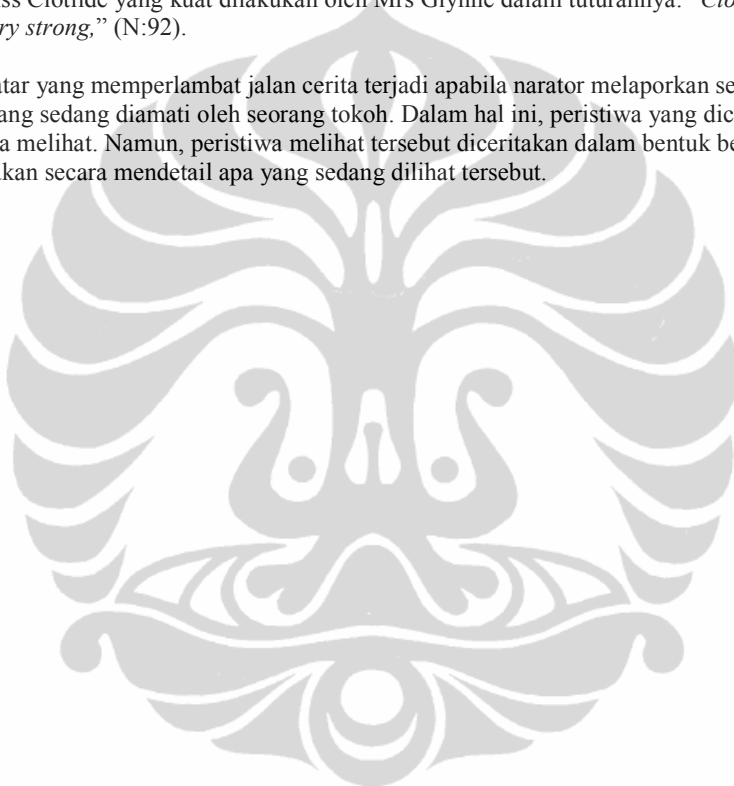 ss Clotilde yang kuat dilakukan oleh Mrs Glynne dalam tuturannya: “Clo
ry strong,” (N:92).
atar yang memperlambat jalan cerita terjadi apabila narator melaporkan se
ang sedang diamati oleh seorang tokoh. Dalam hal ini, peristiwa yang dic
a melihat. Namun, peristiwa melihat tersebut diceritakan dalam bentuk be
kan secara mendetail apa yang sedang dilihat tersebut.